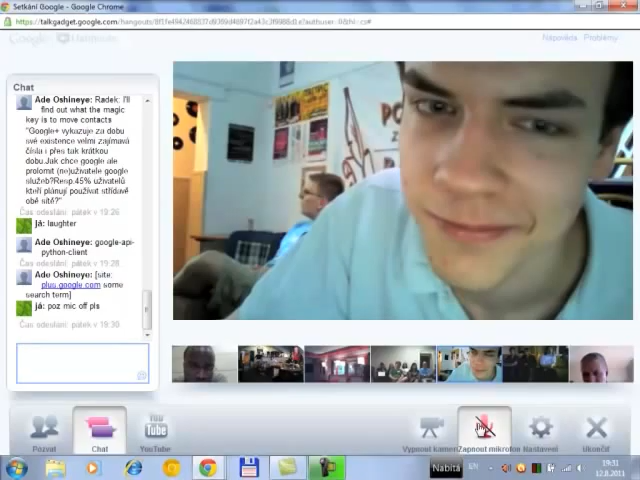 Setkání Google - Google Chrome
https://talkgadget.google.com/hangouts/
Nápověda Problémy
Chat
Ade Oshineye: Radek: I'll
find out what the magic
key is to move contacts
"Google+ vykazuje za dobu
své existence velmi zajímavá
čísla i přes tak krátkou
dobu.Jak chce google ale
prolomit (ne)uživatele google
služeb?Resp.45% uživatelů
kteří plánují používat střídavě
obě sítě?"
Čas odeslání: pátek v 19:26
já: laughter
Ade Oshineye: google-api-
python-client
Čas odeslání: pátek v 19:28
Ade Oshineye: [site:
plus.google.com some
search term]
já: poz mic off pls
Čas odeslání: pátek v 19:30
Pozvat
Chat
You
Tube
YouTube
Vypnout kameru
Zapnout mikrofon
Nastavení
Ukončit
Nabitá
EN
19:31
12.8.2011